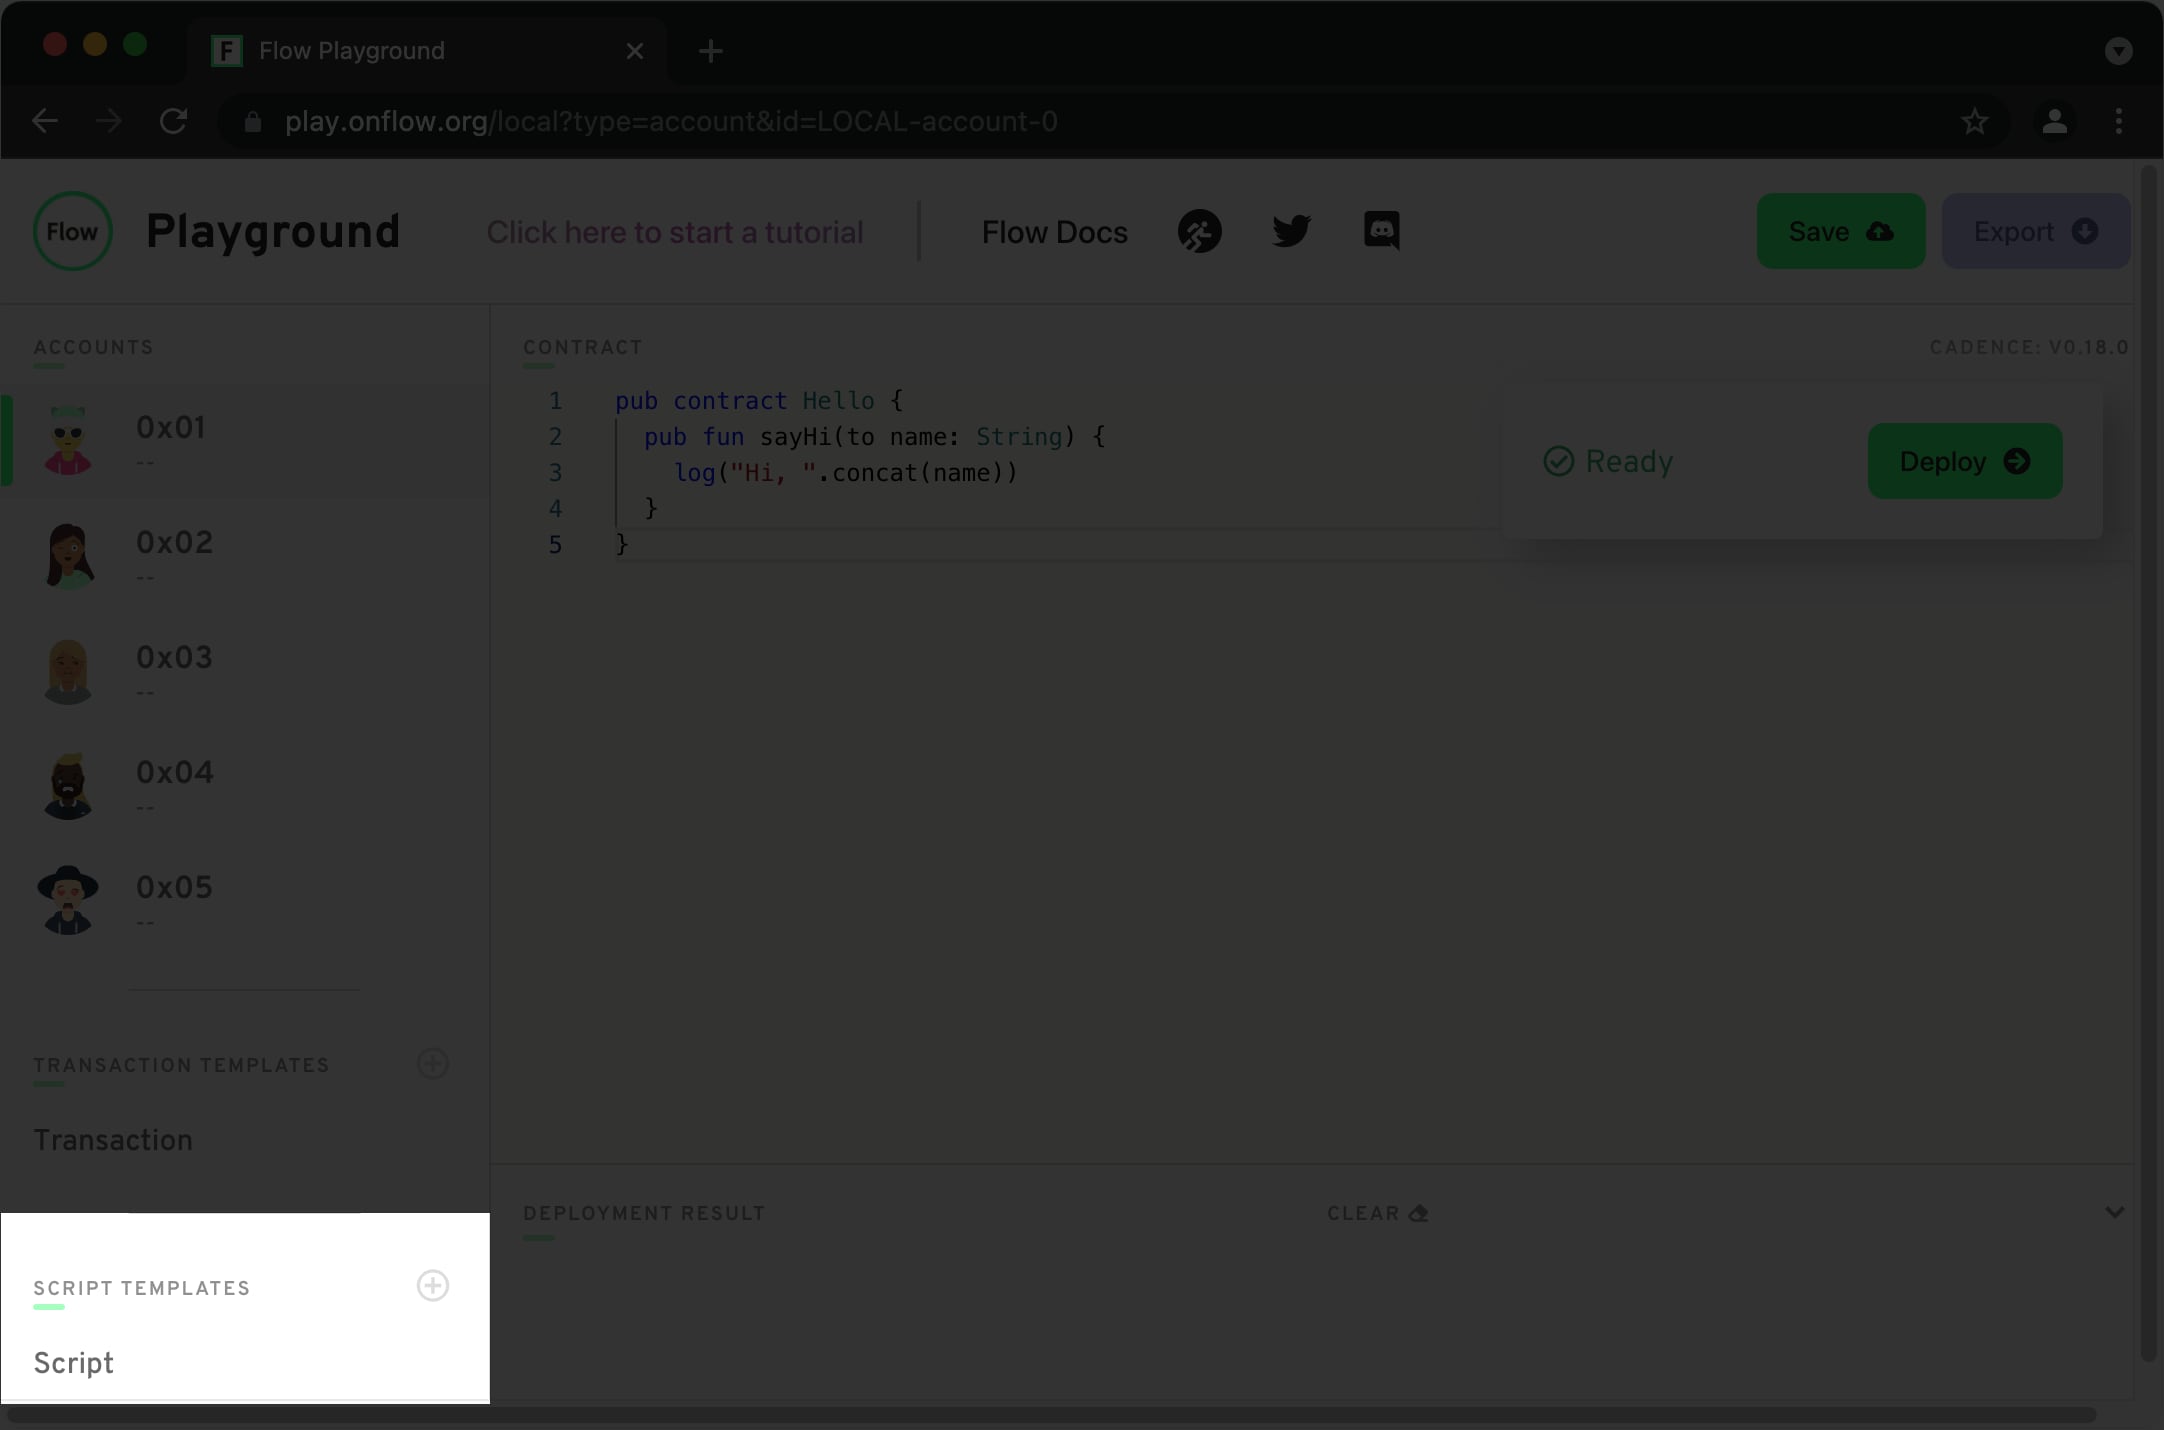 F Flow Playground
play.onflow.org/local?type=account&id=LOCAL-account-0
Flow Playground Click here to start a tutorial Flow Docs Save Export
ACCOUNTS
0x01
--
0x02
--
0x03
--
0x04
--
0x05
--
TRANSACTION TEMPLATES
Transaction
SCRIPT TEMPLATES
Script
CONTRACT CADENCE: V0.18.0
1 pub contract Hello {
2 pub fun sayHi(to name: String) {
3 log("Hi, ".concat(name))
4 }
5 }
Ready Deploy
DEPLOYMENT RESULT CLEAR